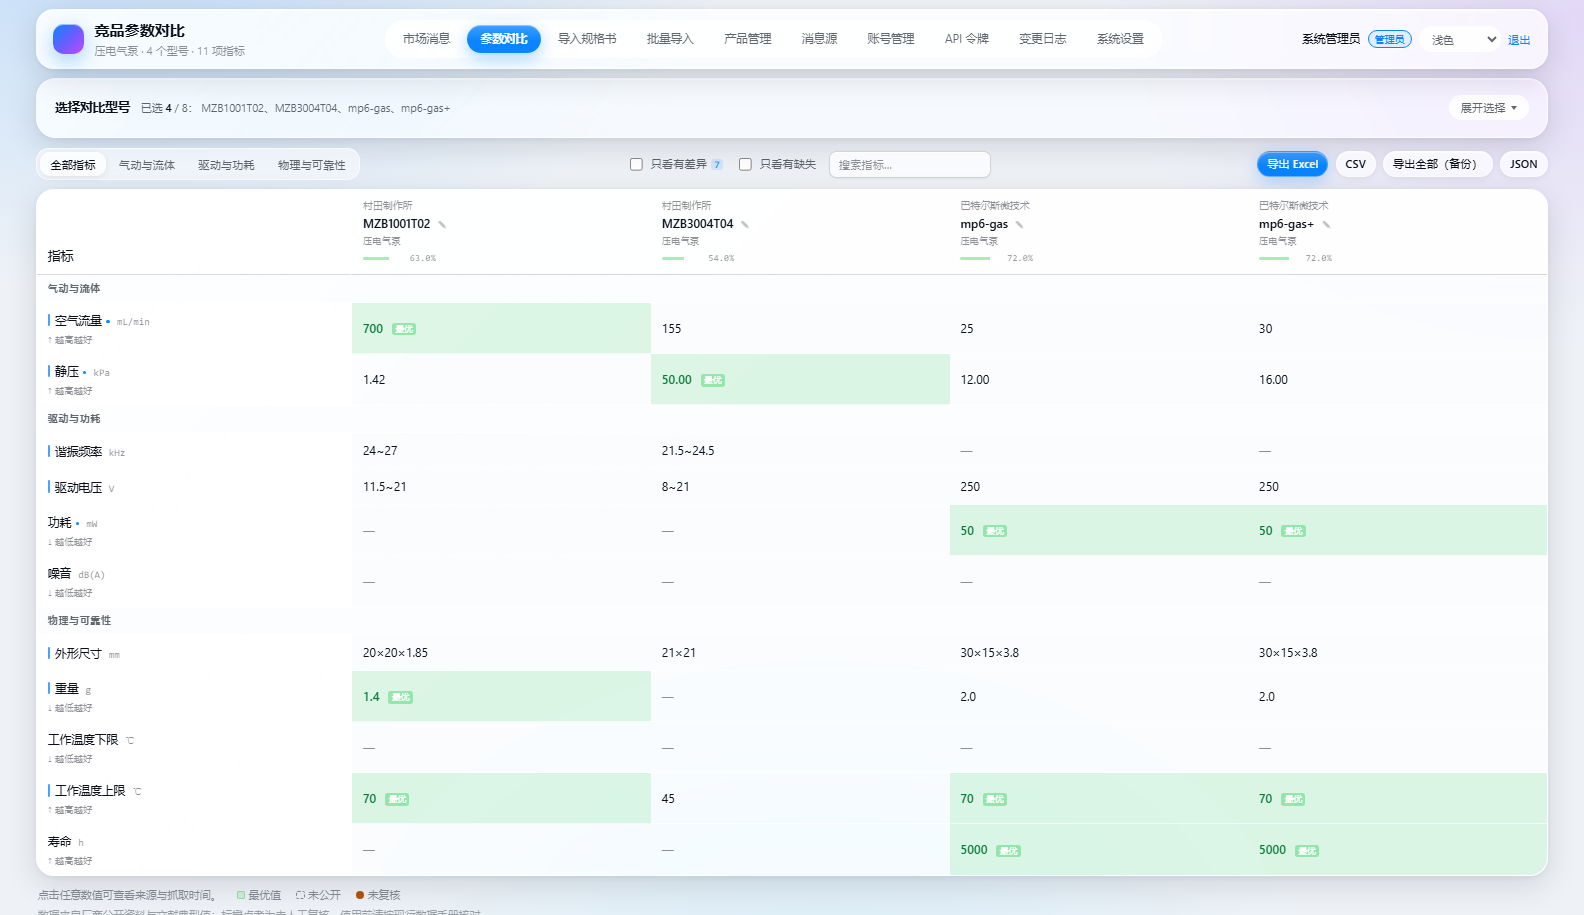 竞品参数对比
压电气泵 · 4 个型号 · 11 项指标
市场消息 参数对比 导入规格书 批量导入 产品管理 消息源 账号管理 API 令牌 变更日志 系统设置
系统管理员 管理员 浅色 退出
选择对比型号 已选 4 / 8： MZB1001T02、MZB3004T04、mp6-gas、mp6-gas+ 展开选择
全部指标 气动与流体 驱动与功耗 物理与可靠性 只看有差异 7 只看有缺失 搜索指标... 导出 Excel CSV 导出全部（备份） JSON
村田制作所 村田制作所 巴特尔斯微技术 巴特尔斯微技术
MZB1001T02 MZB3004T04 mp6-gas mp6-gas+
压电气泵 压电气泵 压电气泵 压电气泵
指标 63.0% 54.0% 72.0% 72.0%
气动与流体
空气流量 mL/min 700 最优 155 25 30
↑ 越高越好
静压 kPa 1.42 50.00 最优 12.00 16.00
↑ 越高越好
驱动与功耗
谐振频率 kHz 24~27 21.5~24.5 — —
驱动电压 V 11.5~21 8~21 250 250
功耗 mW — — 50 最优 50 最优
↓ 越低越好
噪音 dB(A) — — — —
↓ 越低越好
物理与可靠性
外形尺寸 mm 20×20×1.85 21×21 30×15×3.8 30×15×3.8
重量 g 1.4 最优 — 2.0 2.0
↓ 越低越好
工作温度下限 ℃ — — — —
↓ 越低越好
工作温度上限 ℃ 70 最优 45 70 最优 70 最优
↑ 越高越好
寿命 h — — 5000 最优 5000 最优
↑ 越高越好
点击任意数值可查看来源与抓取时间。 最优值 未公开 未复核